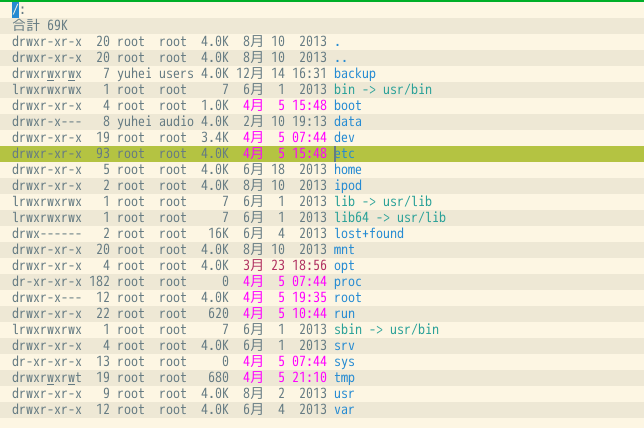 /:
合計 69K
drwxr-xr-x  20 root  root  4.0K  8月 10  2013 .
drwxr-xr-x  20 root  root  4.0K  8月 10  2013 ..
drwxrwxrwx   7 yuhei users 4.0K 12月 14 16:31 backup
lrwxrwxrwx   1 root  root     7  6月  1  2013 bin -> usr/bin
drwxr-xr-x   4 root  root  1.0K  4月  5 15:48 boot
drwxr-x---   8 yuhei audio 4.0K  2月 10 19:13 data
drwxr-xr-x  19 root  root  3.4K  4月  5 07:44 dev
drwxr-xr-x  93 root  root  4.0K  4月  5 15:48 etc
drwxr-xr-x   5 root  root  4.0K  6月 18  2013 home
drwxr-xr-x   2 root  root  4.0K  8月 10  2013 ipod
lrwxrwxrwx   1 root  root     7  6月  1  2013 lib -> usr/lib
lrwxrwxrwx   1 root  root     7  6月  1  2013 lib64 -> usr/lib
drwx------   2 root  root   16K  6月  4  2013 lost+found
drwxr-xr-x  20 root  root  4.0K  8月 10  2013 mnt
drwxr-xr-x   4 root  root  4.0K  3月 23 18:56 opt
dr-xr-xr-x 182 root  root     0  4月  5 07:44 proc
drwxr-x---  12 root  root  4.0K  4月  5 19:35 root
drwxr-xr-x  22 root  root   620  4月  5 10:44 run
lrwxrwxrwx   1 root  root     7  6月  1  2013 sbin -> usr/bin
drwxr-xr-x   4 root  root  4.0K  6月  1  2013 srv
dr-xr-xr-x  13 root  root     0  4月  5 07:44 sys
drwxrwxrwt  19 root  root   680  4月  5 21:10 tmp
drwxr-xr-x   9 root  root  4.0K  8月  2  2013 usr
drwxr-xr-x  12 root  root  4.0K  6月  4  2013 var